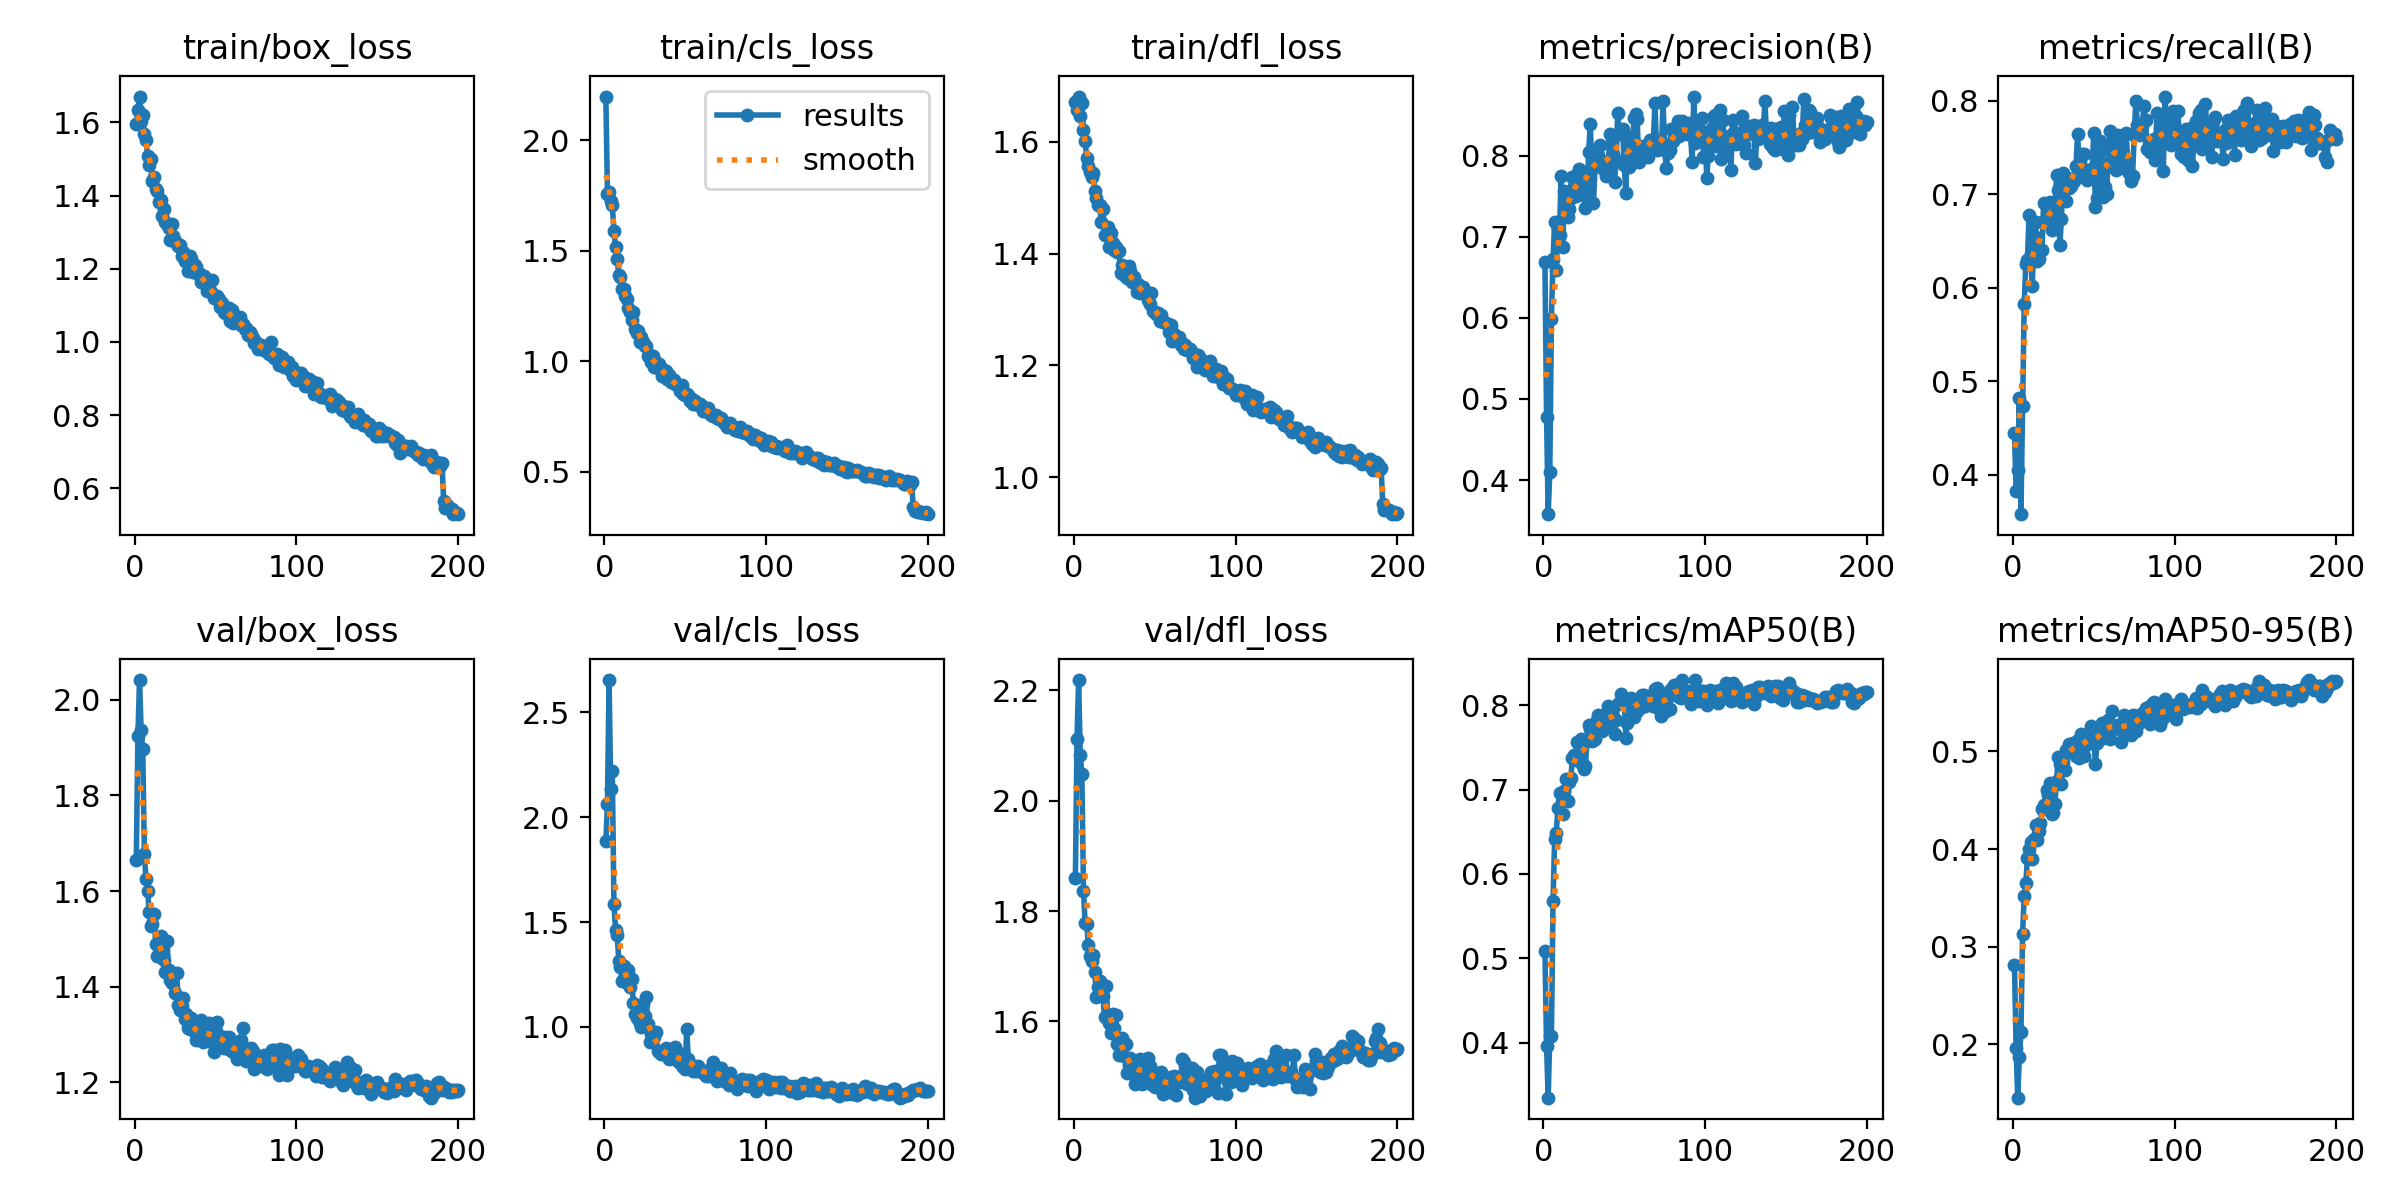 train/box_loss
1.6
1.4
1.2
1.0
0.8
0.6
0 100 200
train/cls_loss
results
smooth
2.0
1.5
1.0
0.5
0 100 200
train/dfl_loss
1.6
1.4
1.2
1.0
0 100 200
metrics/precision(B)
0.8
0.7
0.6
0.5
0.4
0 100 200
metrics/recall(B)
0.8
0.7
0.6
0.5
0.4
0 100 200
val/box_loss
2.0
1.8
1.6
1.4
1.2
0 100 200
val/cls_loss
2.5
2.0
1.5
1.0
0 100 200
val/dfl_loss
2.2
2.0
1.8
1.6
0 100 200
metrics/mAP50(B)
0.8
0.7
0.6
0.5
0.4
0 100 200
metrics/mAP50-95(B)
0.5
0.4
0.3
0.2
0 100 200